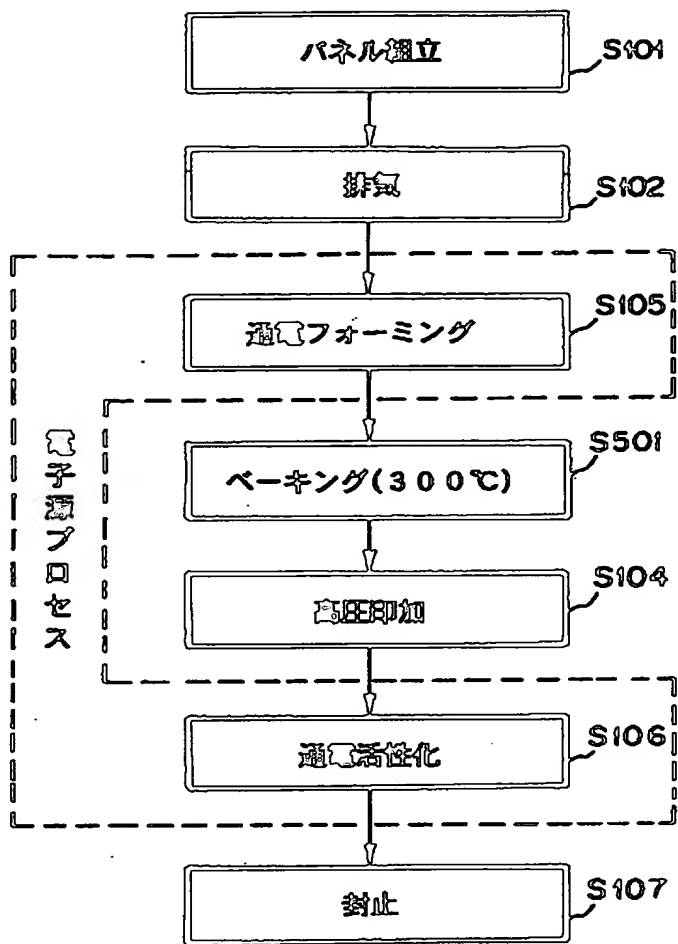 パネル組立
S101
排気
S102
通電フォーミング
S105
ベーキング(300℃)
S501
高圧印加
S104
通電活性化
S106
封止
S107
電子源プロセス